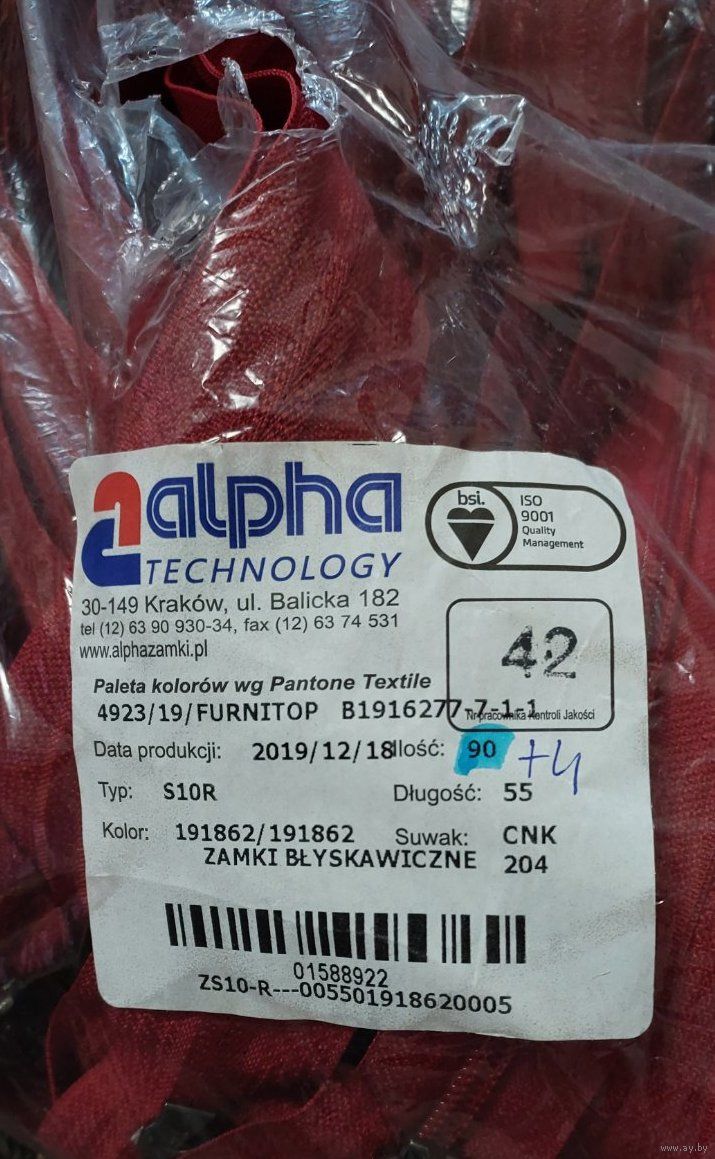 alpha
TECHNOLOGY
bsi.
ISO
9001
Quality
Management
30-149 Kraków, ul. Balicka 182
tel (12) 63 90 930-34, fax (12) 63 74 531
www.alphazamki.pl
42
Nr pracownika Kontroli Jakości
Paleta kolorów wg Pantone Textile
4923/19/FURNITOP B1916277-7-1-1
Data produkcji: 2019/12/18 Ilość: 90 +4
Typ: S10R Długość: 55
Kolor: 191862/191862 Suwak: CNK
ZAMKI BŁYSKAWICZNE 204
01588922
ZS10-R---005501918620005
www.ay.by